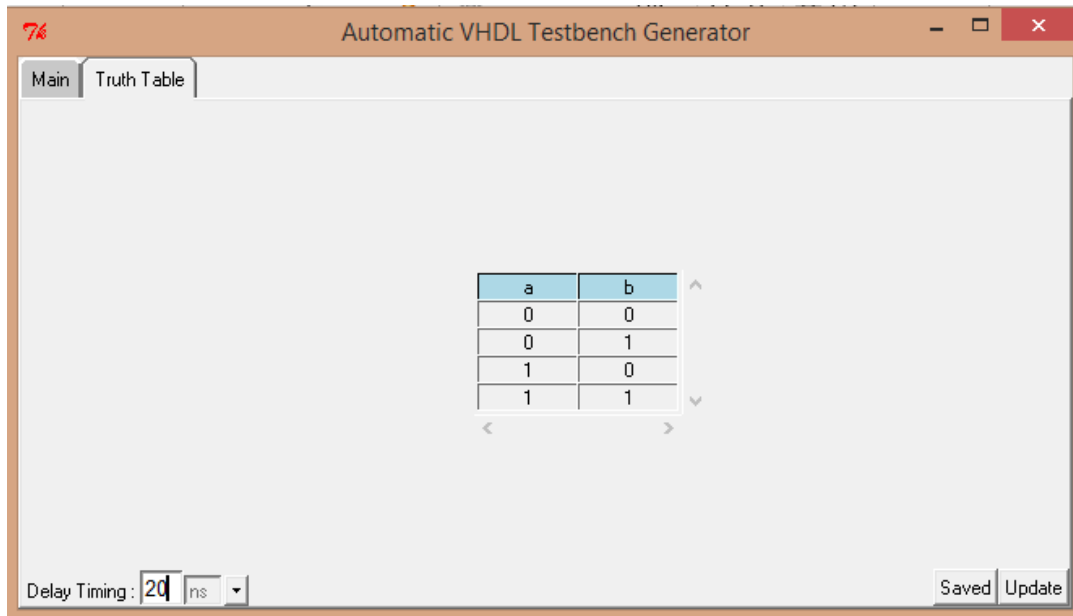 7k Automatic VHDL Testbench Generator
Main Truth Table
a b
0 0
0 1
1 0
1 1
Delay Timing : 20 ns Saved Update